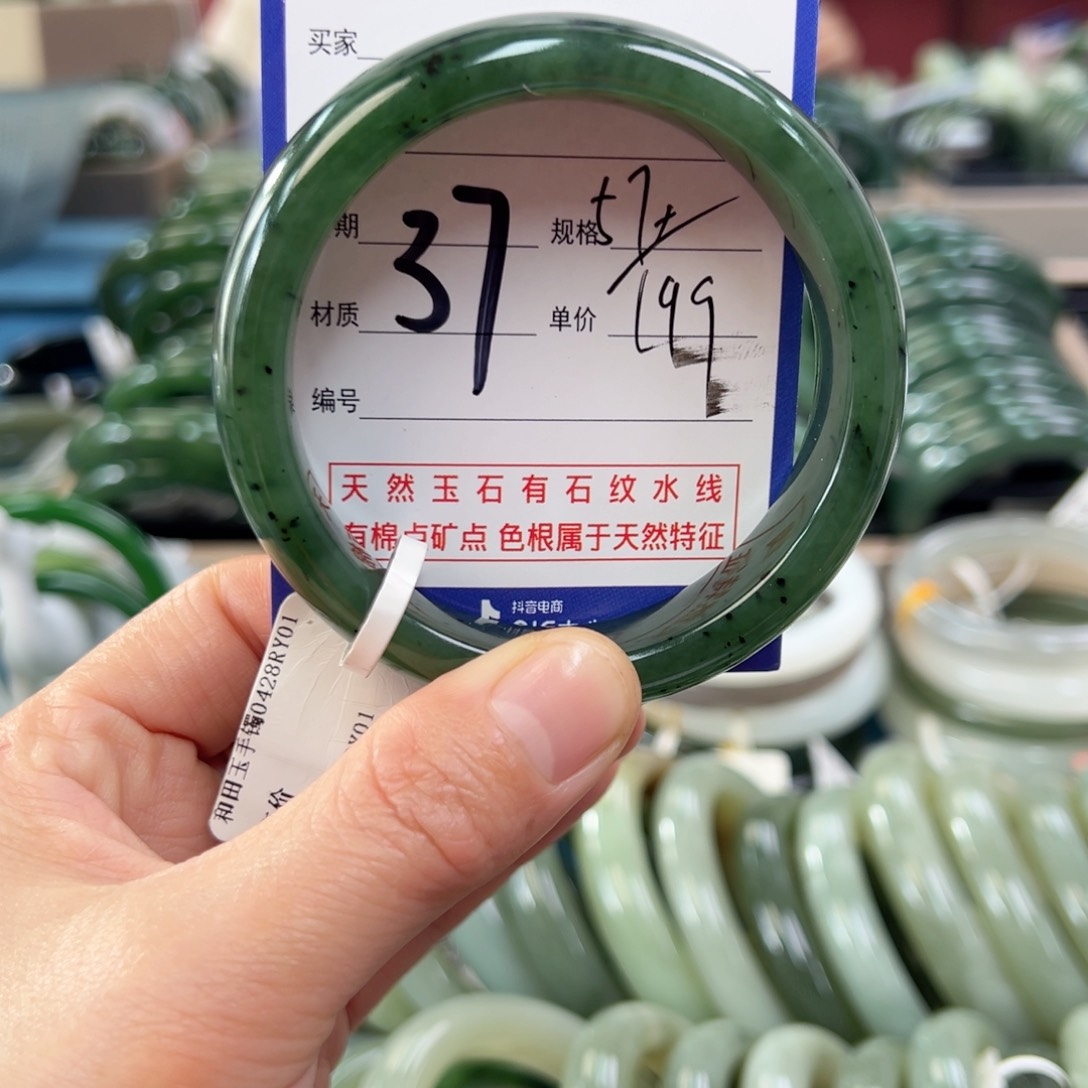 买家
期 37 规格 57+
材质 单价 199
编号
天然玉石有石纹水线
有棉点矿点 色根属于天然特征
抖音电商
和田玉手镯0428RY01
Y01
价